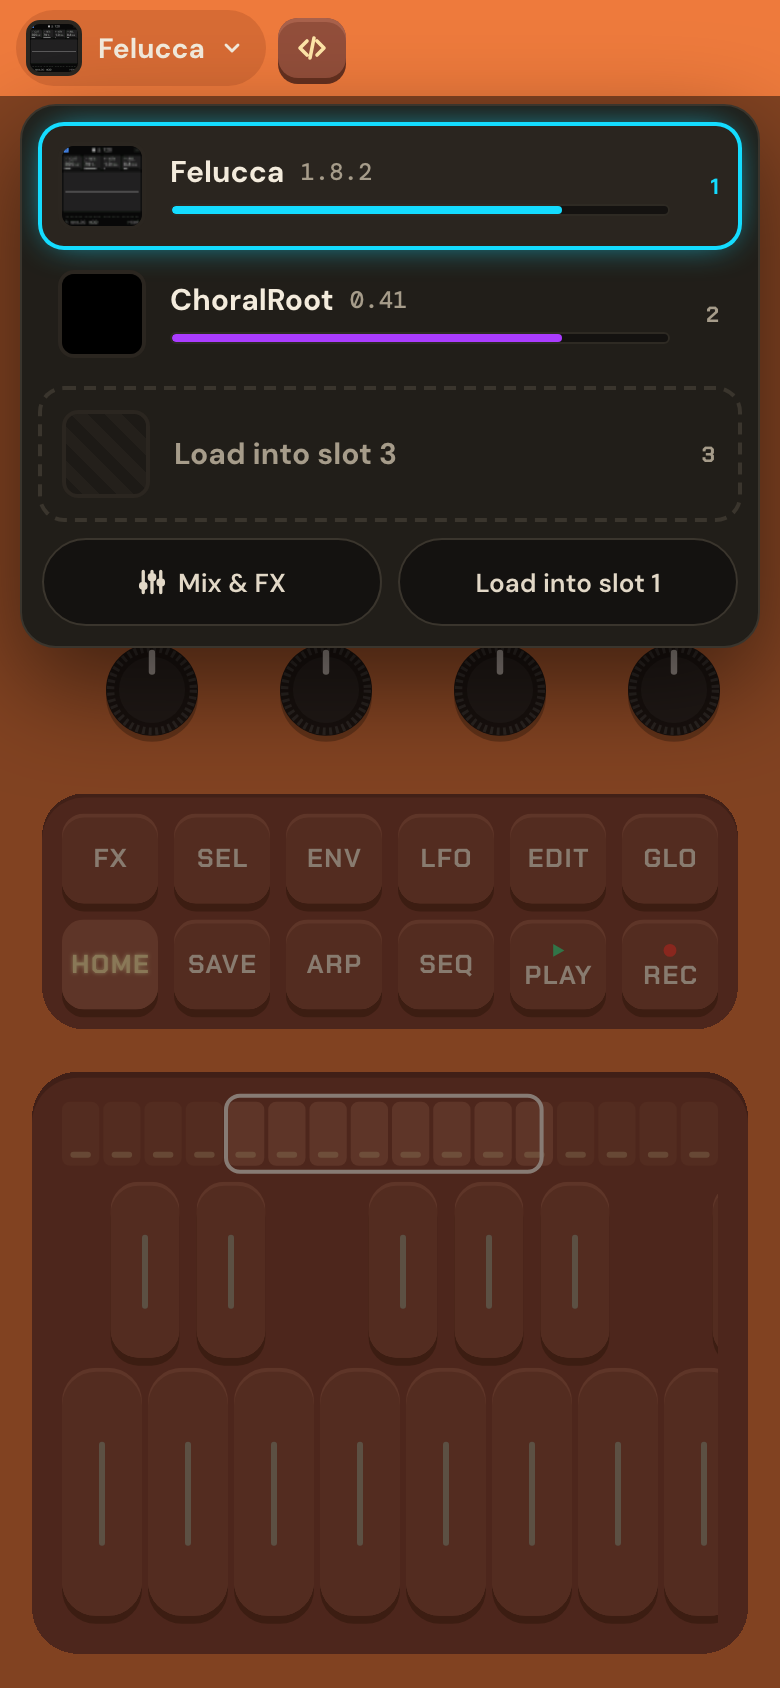 Felucca
Felucca 1.8.2
1
ChoralRoot 0.41
2
Load into slot 3
3
Mix & FX
Load into slot 1
FX SEL ENV LFO EDIT GLO
HOME SAVE ARP SEQ PLAY REC